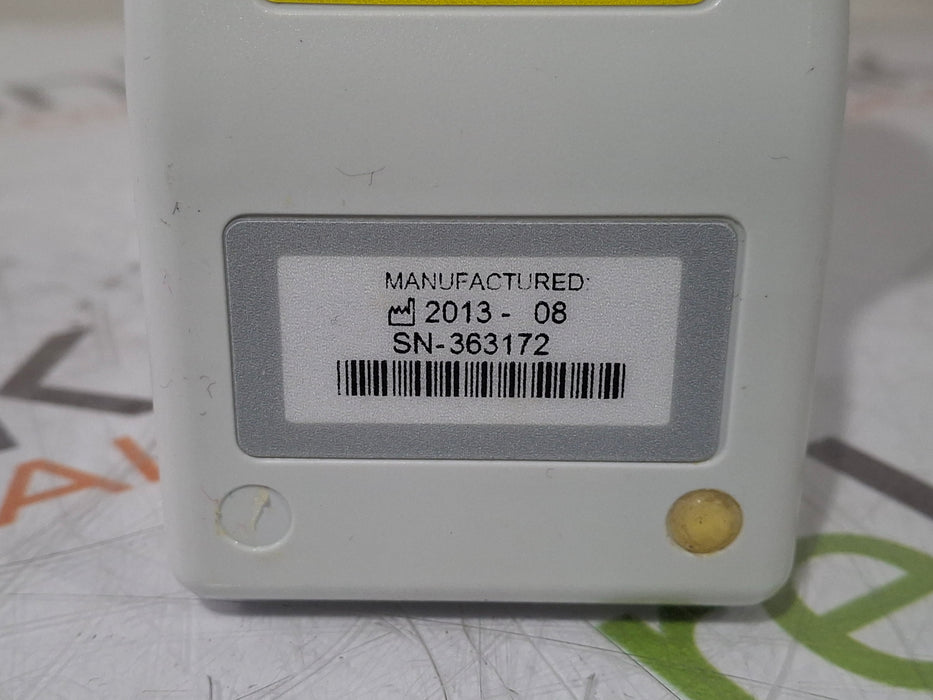 MANUFACTURED:
2013 - 08
SN-363172